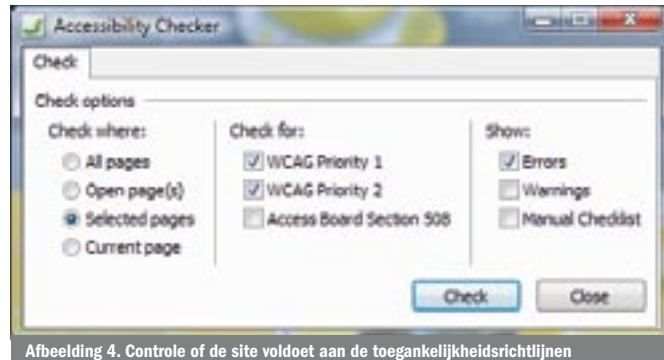 Accessibility Checker
Check
Check options
Check where:
All pages
Open page(s)
Selected pages
Current page
Check for:
WCAG Priority 1
WCAG Priority 2
Access Board Section 508
Show:
Errors
Warnings
Manual Checklist
Check
Close
Afbeelding 4. Controle of de site voldoet aan de toegankelijkheidsrichtlijnen